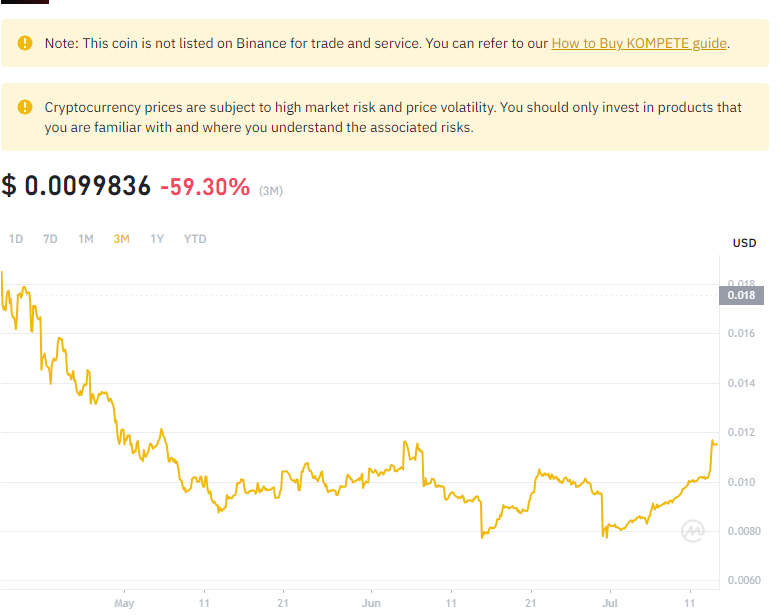 Note: This coin is not listed on Binance for trade and service. You can refer to our How to Buy KOMPETE guide.
Cryptocurrency prices are subject to high market risk and price volatility. You should only invest in products that
you are familiar with and where you understand the associated risks.
$ 0.0099836 -59.30% (3M)
1D 7D 1M 3M 1Y YTD
USD
0.018
0.018
0.016
0.014
0.012
0.010
0.0080
0.0060
May 11 21 Jun 11 21 Jul 11